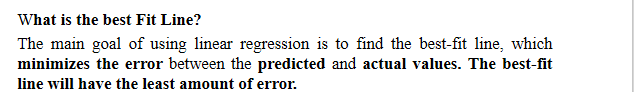 What is the best Fit Line?
The main goal of using linear regression is to find the best-fit line, which
minimizes the error between the predicted and actual values. The best-fit
line will have the least amount of error.